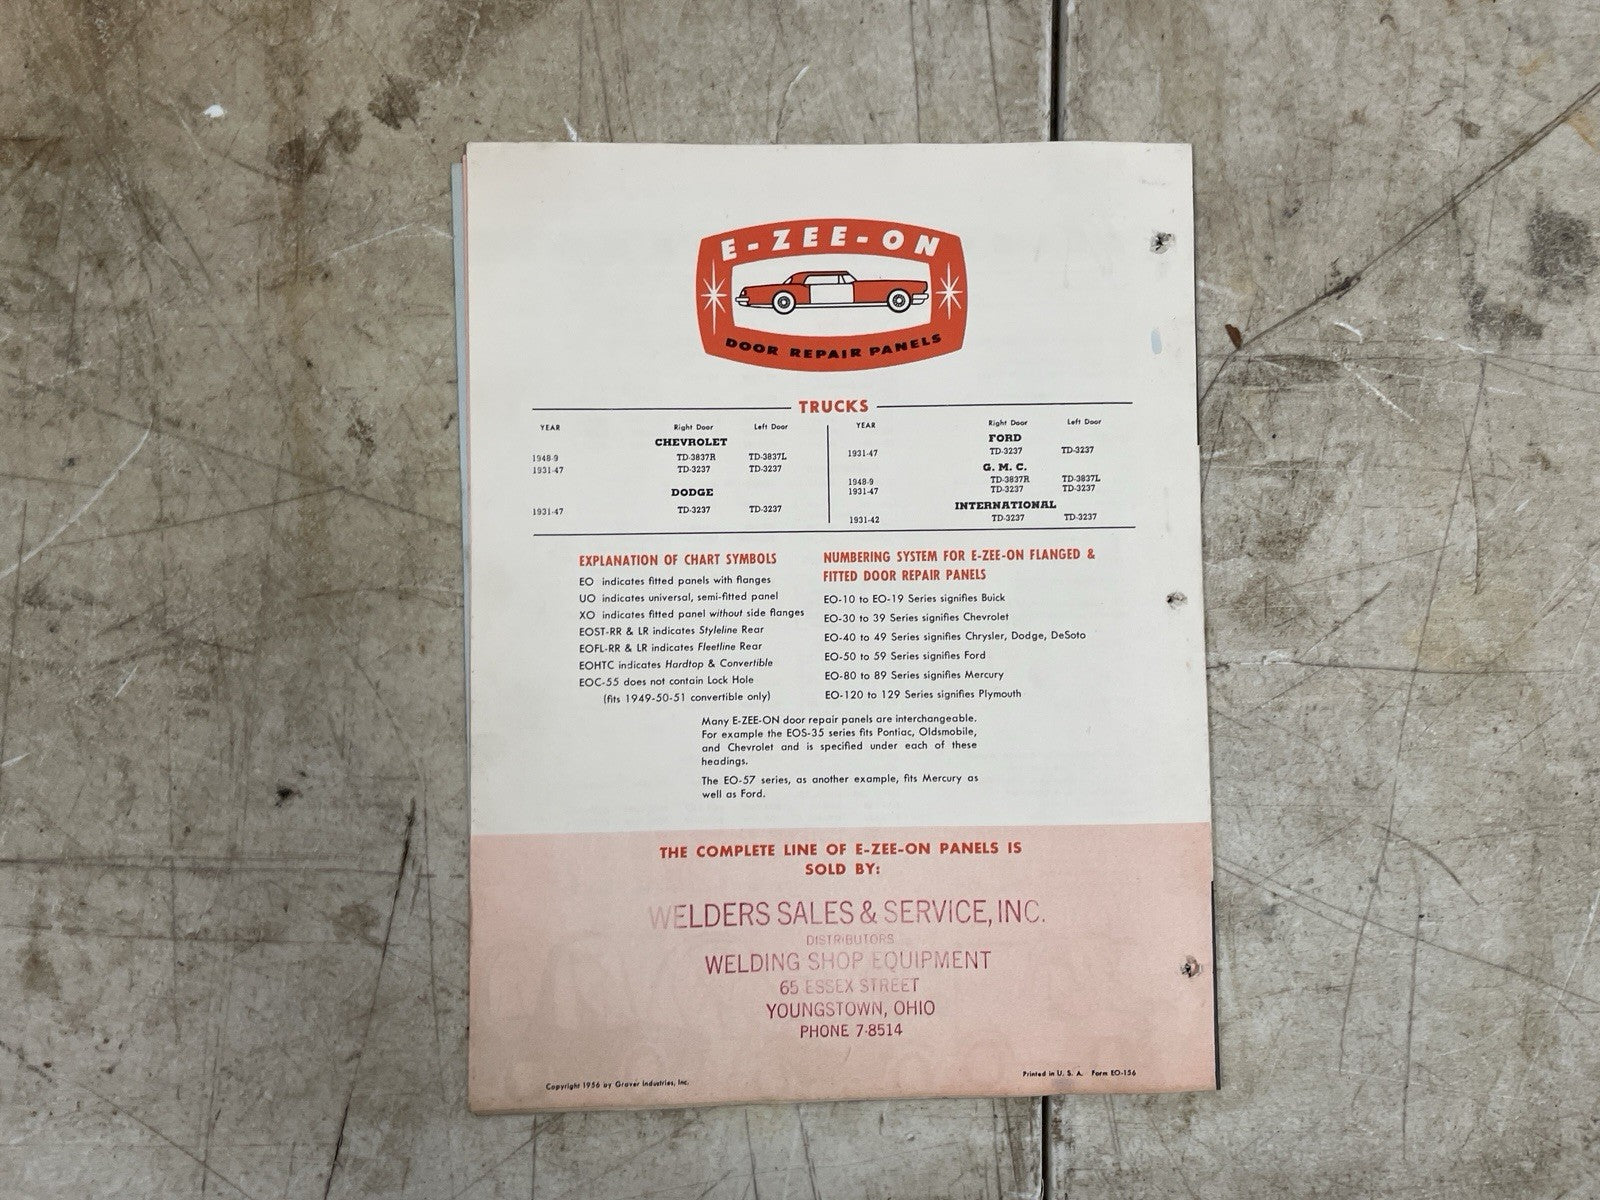 E-ZEE-ON
DOOR REPAIR PANELS
TRUCKS
YEAR Right Door Left Door
CHEVROLET
1948-9 TD-3837R TD-3837L
1931-47 TD-3237 TD-3237
DODGE
1931-47 TD-3237 TD-3237
YEAR Right Door Left Door
FORD
1931-47 TD-3237 TD-3237
G. M. C.
1948-9 TD-3837R TD-3837L
1931-47 TD-3237 TD-3237
INTERNATIONAL
1931-42 TD-3237 TD-3237
EXPLANATION OF CHART SYMBOLS
EO indicates fitted panels with flanges
UO indicates universal, semi-fitted panel
XO indicates fitted panel without side flanges
EOST-RR & LR indicates Styleline Rear
EOFL-RR & LR indicates Fleetline Rear
EOHTC indicates Hardtop & Convertible
EOC-55 does not contain Lock Hole
(fits 1949-50-51 convertible only)
NUMBERING SYSTEM FOR E-ZEE-ON FLANGED &
FITTED DOOR REPAIR PANELS
EO-10 to EO-19 Series signifies Buick
EO-30 to 39 Series signifies Chevrolet
EO-40 to 49 Series signifies Chrysler, Dodge, DeSoto
EO-50 to 59 Series signifies Ford
EO-80 to 89 Series signifies Mercury
EO-120 to 129 Series signifies Plymouth
Many E-ZEE-ON door repair panels are interchangeable.
For example the EOS-35 series fits Pontiac, Oldsmobile,
and Chevrolet and is specified under each of these
headings.
The EO-57 series, as another example, fits Mercury as
well as Ford.
THE COMPLETE LINE OF E-ZEE-ON PANELS IS
SOLD BY:
WELDERS SALES & SERVICE, INC.
DISTRIBUTORS
WELDING SHOP EQUIPMENT
65 ESSEX STREET
YOUNGSTOWN, OHIO
PHONE 7-8514
Copyright 1956 by Grover Industries, Inc.
Printed in U. S. A. Form EO-156